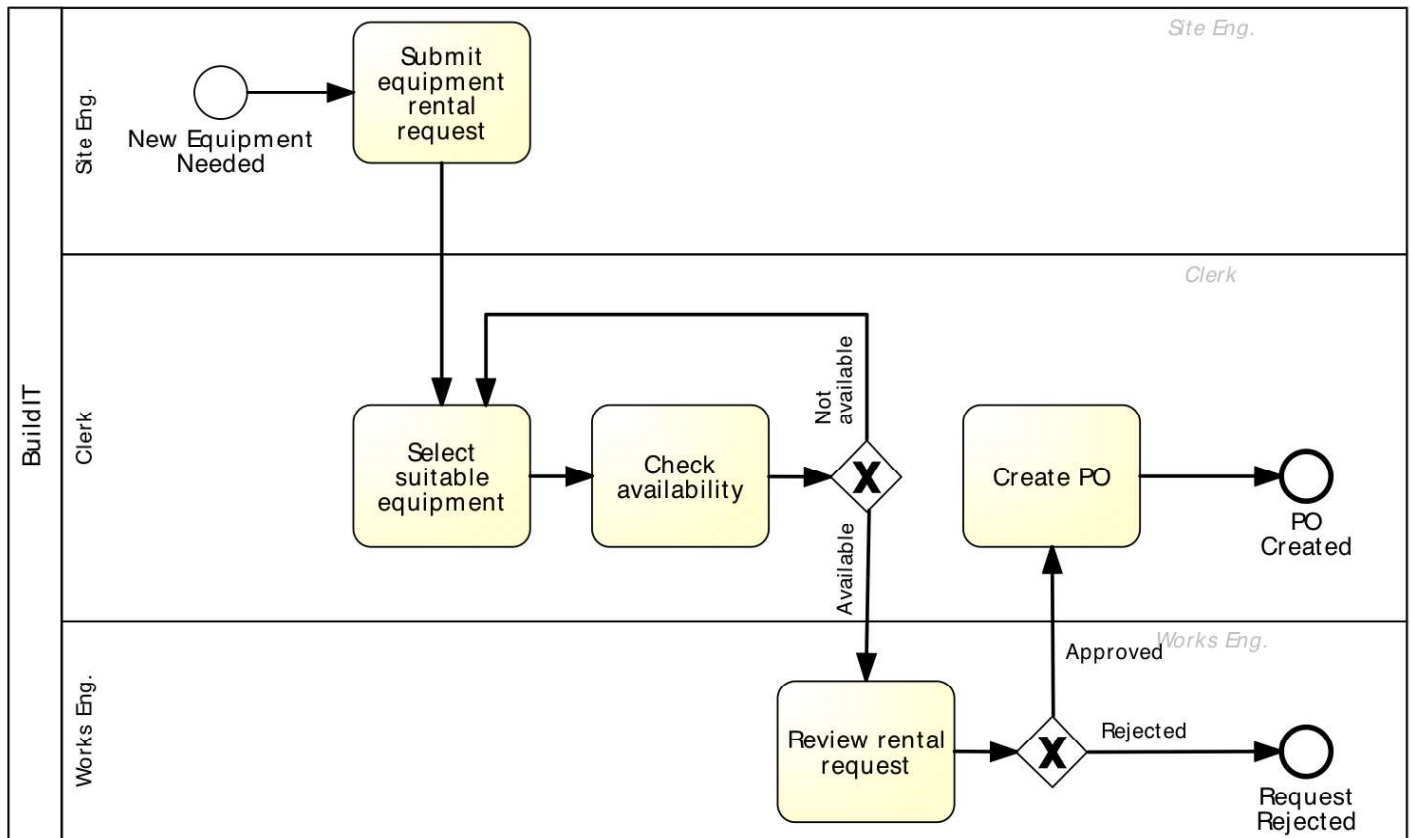 BuildIT
Site Eng.
Site Eng.
New Equipment
Needed
Submit
equipment
rental
request
Clerk
Clerk
Select
suitable
equipment
Check
availability
Not
available
X
Available
Create PO
PO
Created
Works Eng.
Works Eng.
Review rental
request
X
Approved
Rejected
Request
Rejected